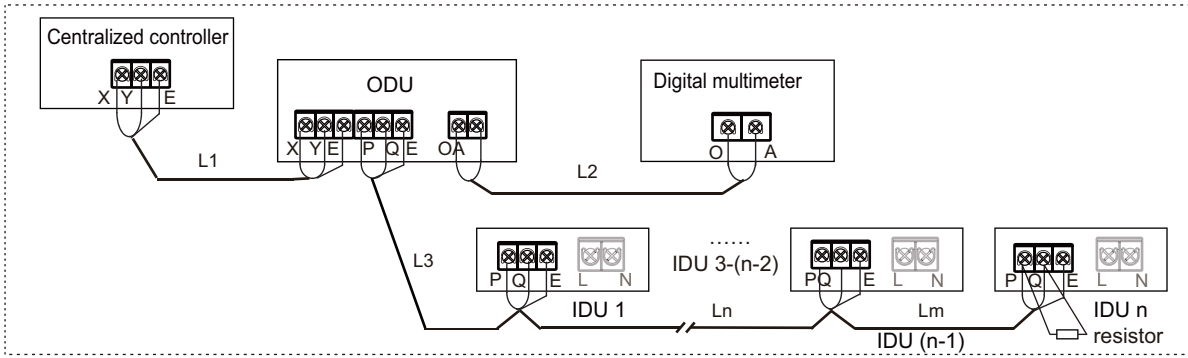 Centralized controller
X Y E
ODU
X Y E P Q E O A
Digital multimeter
O A
L1
L2
L3
P Q E L N
IDU 1
......
IDU 3-(n-2)
P Q E L N
P Q E L N
Ln
Lm
IDU (n-1)
IDU n
resistor